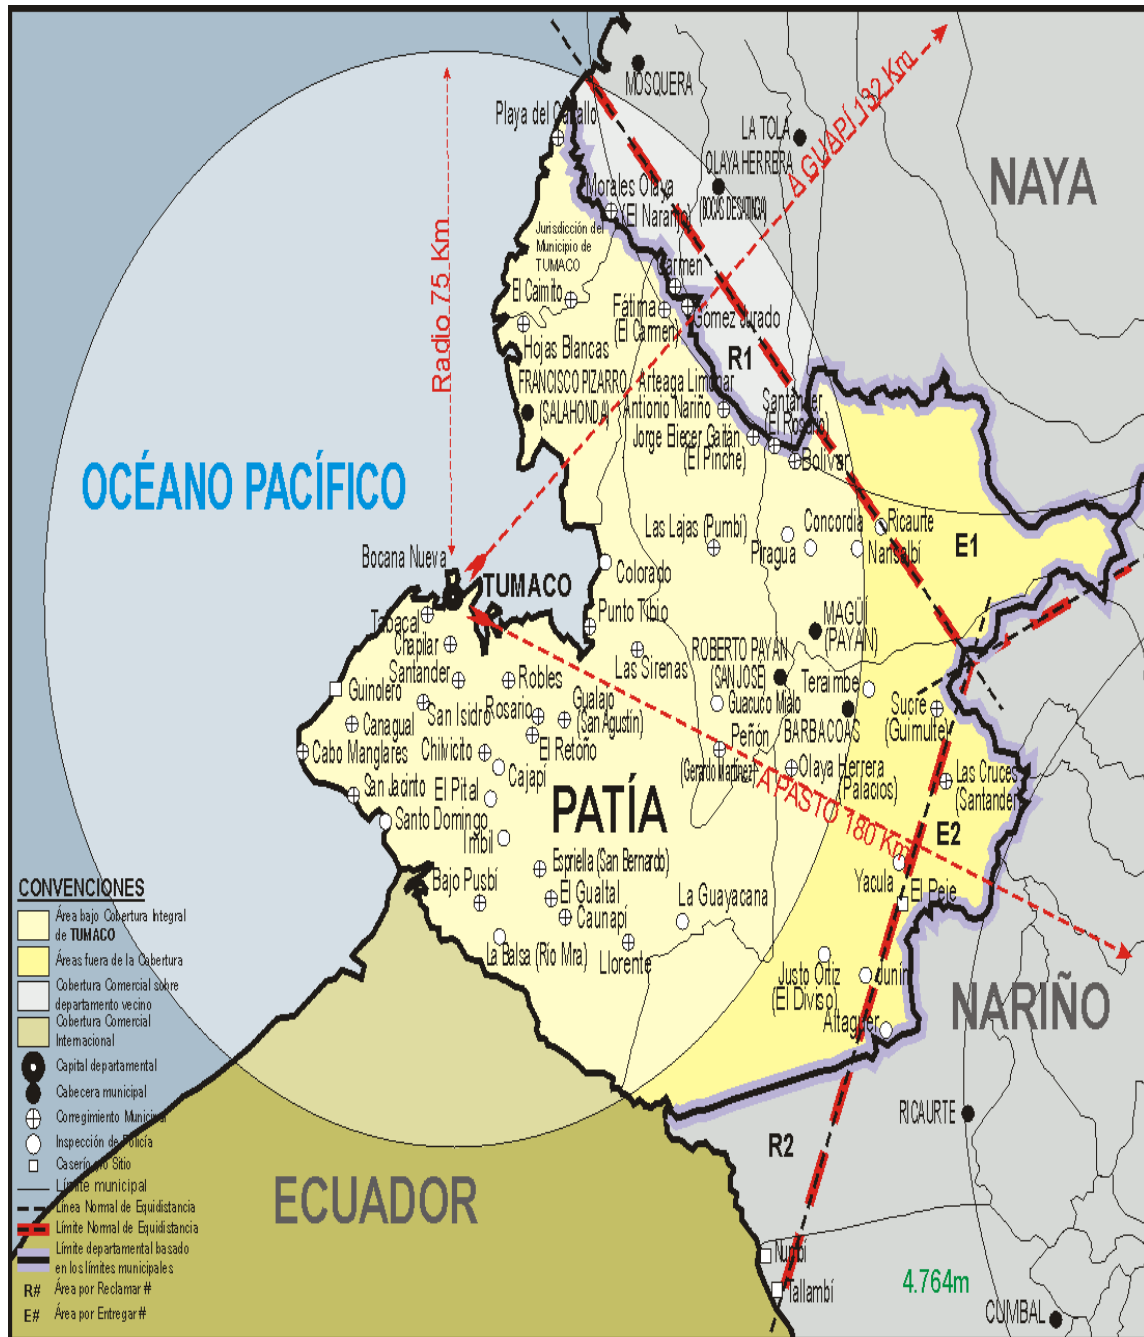 MOSQUERA
Playa del Caballo
LA TOLA
OLAYA HERRERA
(BOCAS DE SATINGA)
A GUAPÍ 132 Km
NAYA
Morales Olaya
(El Naranjo)
Jurisdicción del
Municipio de
TUMACO
Radio 75 Km
Carmen
El Caimito
Fátima
(El Carmen)
Gómez Jurado
Hojas Blancas
R1
FRANCISCO PIZARRO
(SALAHONDA)
Arteaga Limonar
Antonio Nariño
Santander
(El Rosario)
Jorge Eliecer Gaitán
(El Pinche)
Bolívar
OCÉANO PACÍFICO
Las Lajas (Pumbí)
Concordia
Ricaurte
Piragua
Nansalbí
E1
Bocana Nueva
TUMACO
Colorado
Tabacal
Punto Tibio
MAGÜÍ
(PAYÁN)
Chapilar
Las Sirenas
ROBERTO PAYÁN
(SAN JOSÉ)
Santander
Robles
Teraimbe
Guinolero
San Isidro
Rosario
Gualajo
(San Agustín)
Guacuco Mialo
Sucre
(Guimulte)
Canagual
BARBACOAS
Cabo Manglares
Chilvicito
El Retoño
Peñón
(Gerardo Martínez)
Cajapí
Olaya Herrera
(Palacios)
Las Cruces
(Santander)
San Jacinto
El Pital
A PASTO 180 Km
Santo Domingo
PATÍA
E2
Imbil
Bajo Pusbí
Espriella (San Bernardo)
Yacula
El Peje
El Gualtal
La Guayacana
Caunapí
La Balsa (Río Mra)
Llorente
Justo Ortiz
(El Diviso)
Junín
NARIÑO
Altaquer
RICAURTE
R2
ECUADOR
Numbí
Tallambí
4.764m
CUMBAL
CONVENCIONES
Área bajo Cobertura Integral
de TUMACO
Áreas fuera de la Cobertura
Cobertura Comercial sobre
departamento vecino
Cobertura Comercial
Internacional
Capital departamental
Cabecera municipal
Corregimiento Municipal
Inspección de Policía
Caserío y/o Sitio
Límite municipal
Línea Normal de Equidistancia
Límite Normal de Equidistancia
Límite departamental basado
en los límites municipales
R# Área por Reclamar #
E# Área por Entregar #